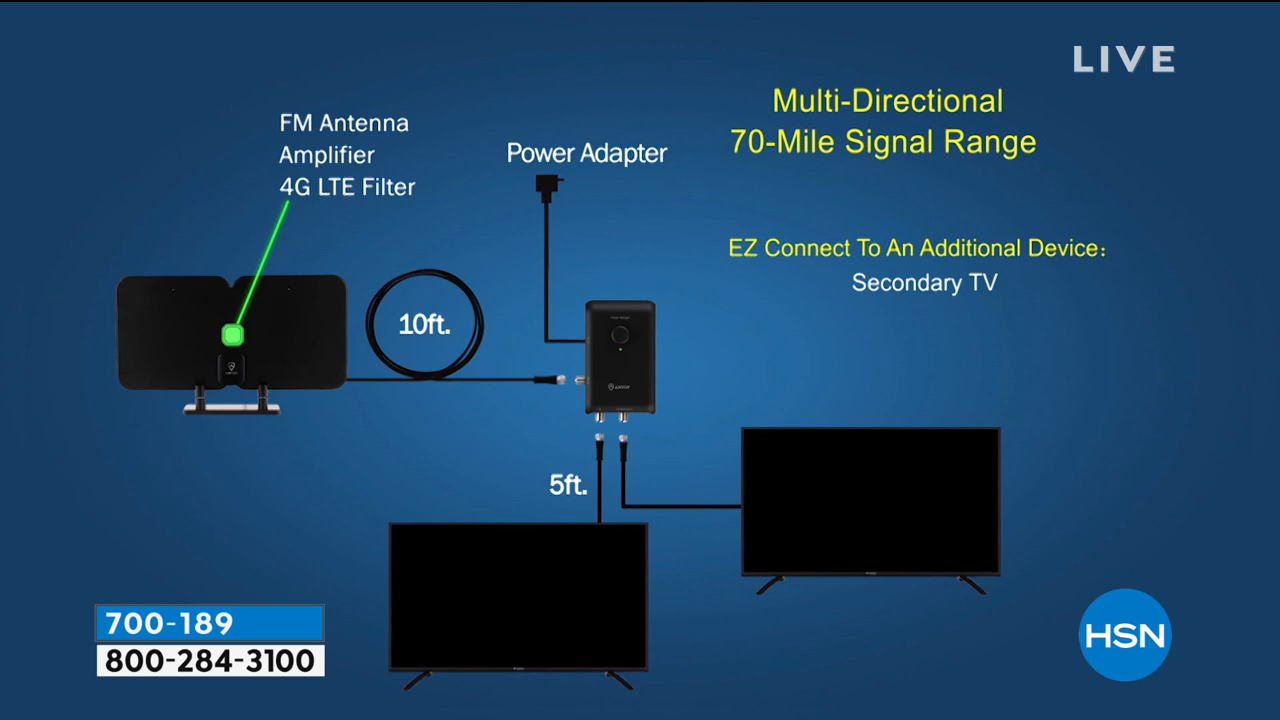 LIVE
Multi-Directional
70-Mile Signal Range
FM Antenna
Amplifier
4G LTE Filter
Power Adapter
EZ Connect To An Additional Device:
Secondary TV
10ft.
5ft.
700-189
800-284-3100
HSN